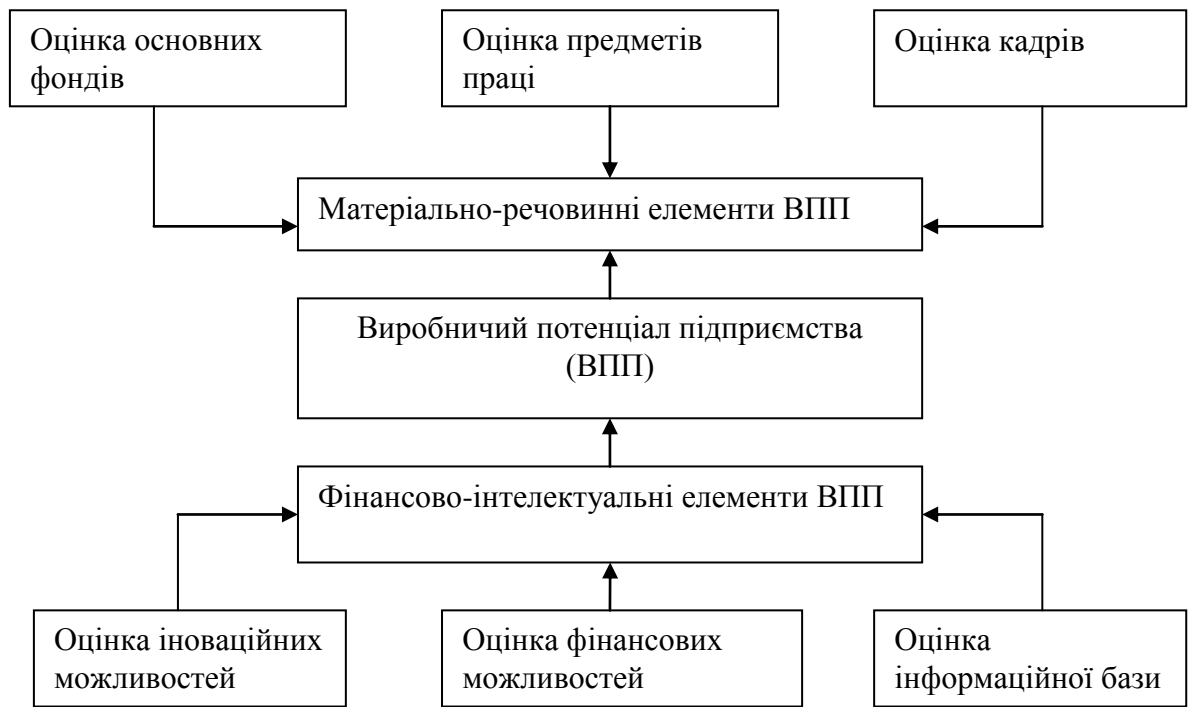 Оцінка основних
фондів
Оцінка предметів
праці
Оцінка кадрів
Матеріально-речовинні елементи ВПП
Виробничий потенціал підприємства
(ВПП)
Фінансово-інтелектуальні елементи ВПП
Оцінка іноваційних
можливостей
Оцінка фінансових
можливостей
Оцінка
інформаційної бази